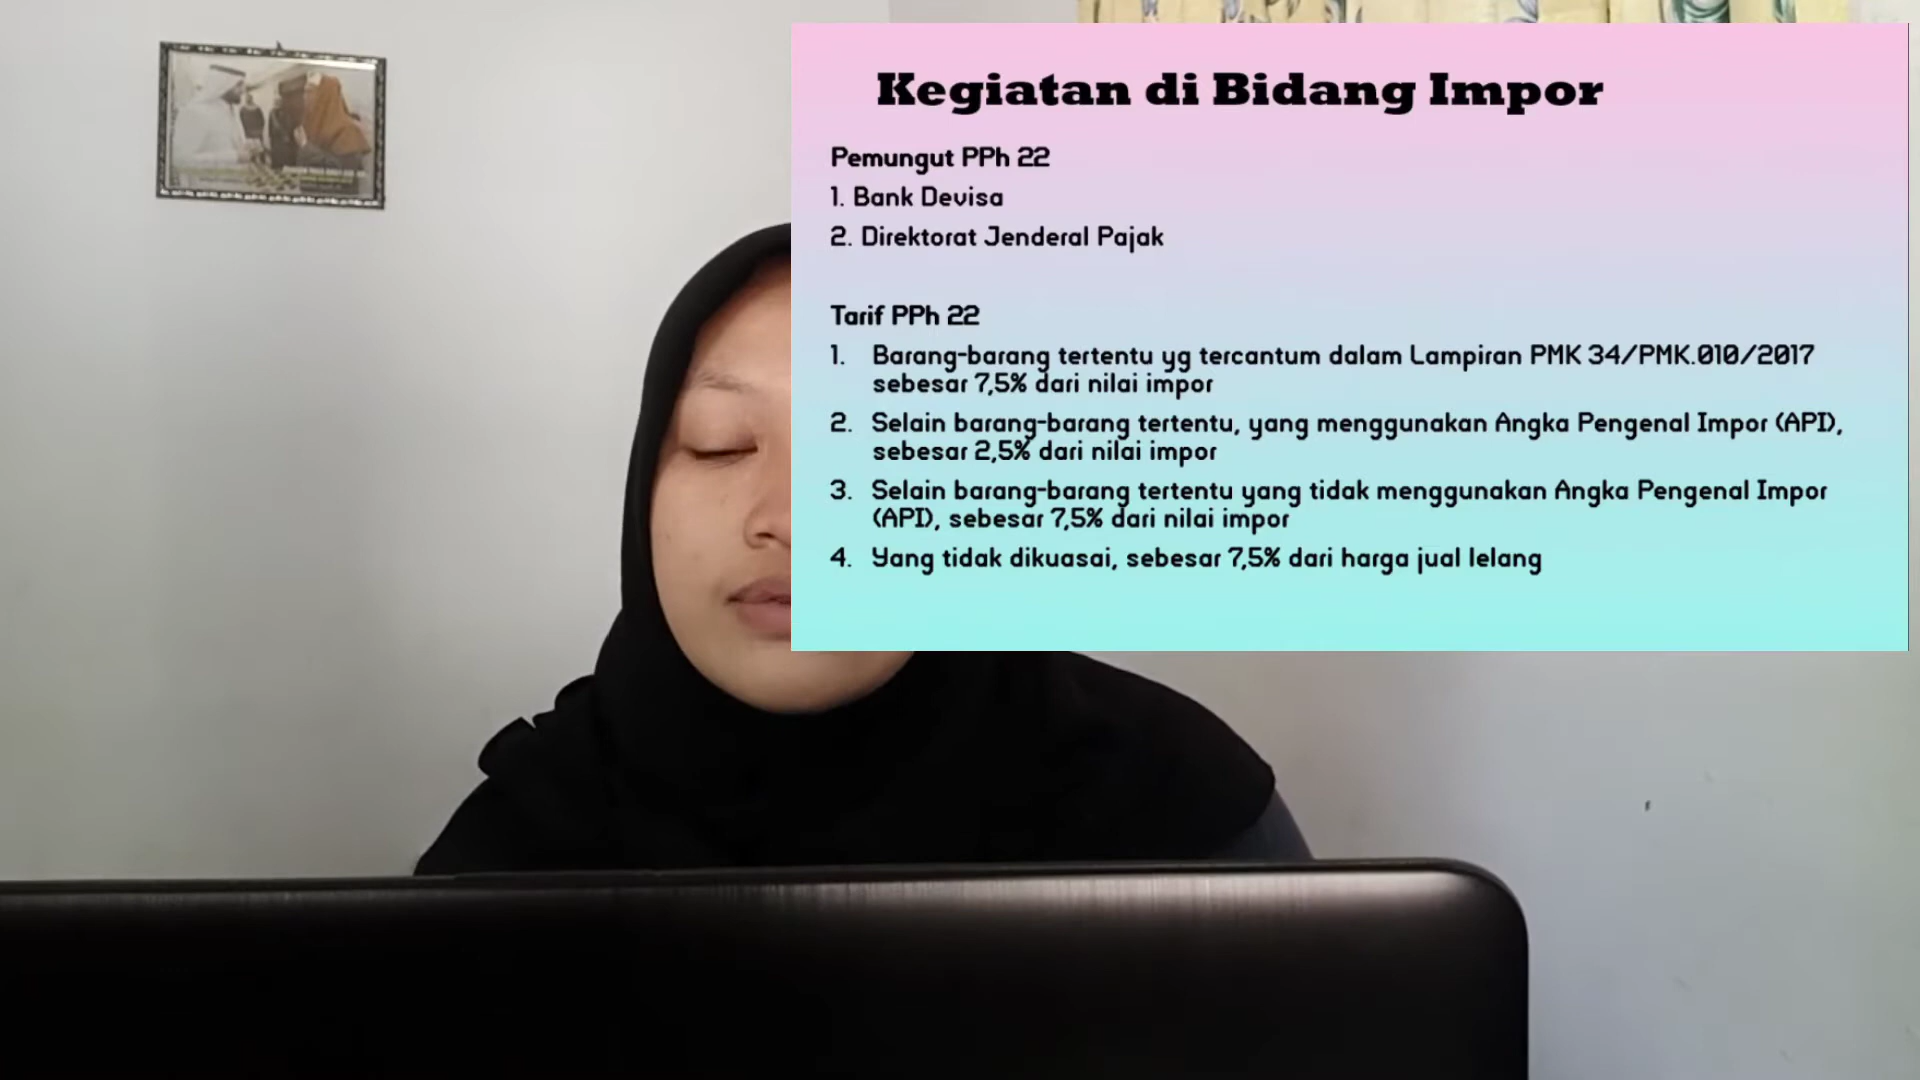 Kegiatan di Bidang Impor
Pemungut PPh 22
1. Bank Devisa
2. Direktorat Jenderal Pajak
Tarif PPh 22
1. Barang-barang tertentu yg tercantum dalam Lampiran PMK 34/PMK.010/2017
sebesar 7,5% dari nilai impor
2. Selain barang-barang tertentu, yang menggunakan Angka Pengenal Impor (API),
sebesar 2,5% dari nilai impor
3. Selain barang-barang tertentu yang tidak menggunakan Angka Pengenal Impor
(API), sebesar 7,5% dari nilai impor
4. Yang tidak dikuasai, sebesar 7,5% dari harga jual lelang